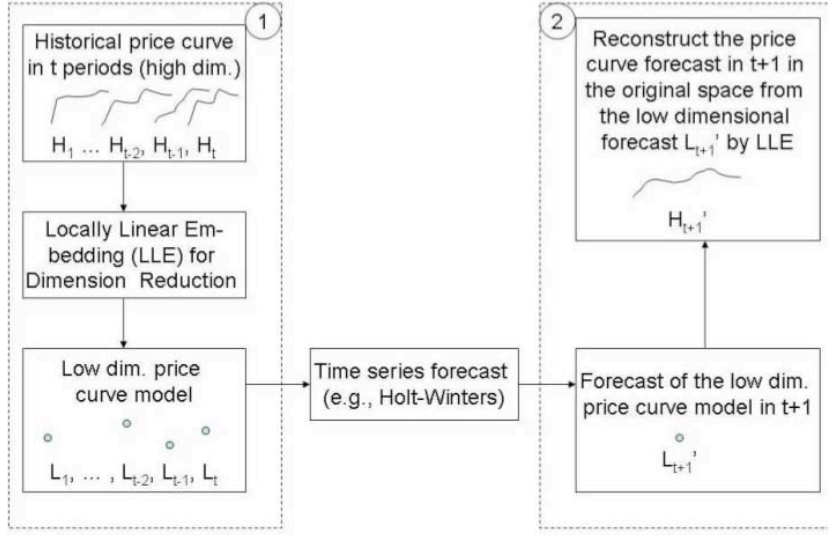 1
Historical price curve
in t periods (high dim.)
H₁ ... Hₜ₋₂, Hₜ₋₁, Hₜ
Locally Linear Em-
bedding (LLE) for
Dimension Reduction
Low dim. price
curve model
L₁, ... , Lₜ₋₂, Lₜ₋₁, Lₜ
Time series forecast
(e.g., Holt-Winters)
2
Reconstruct the price
curve forecast in t+1 in
the original space from
the low dimensional
forecast Lₜ₊₁' by LLE
Hₜ₊₁'
Forecast of the low dim.
price curve model in t+1
Lₜ₊₁'